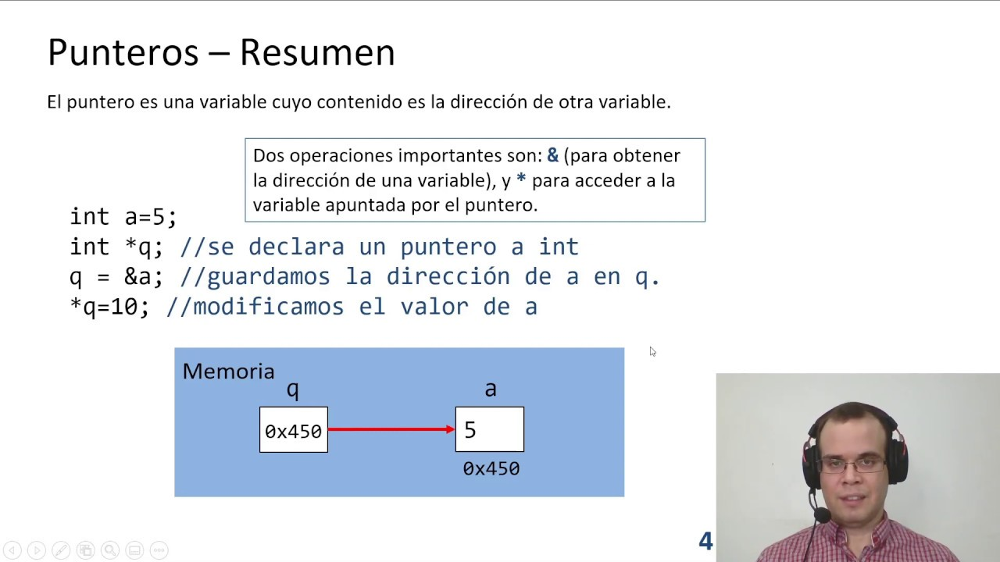 Punteros – Resumen
El puntero es una variable cuyo contenido es la dirección de otra variable.
Dos operaciones importantes son: & (para obtener
la dirección de una variable), y * para acceder a la
variable apuntada por el puntero.
int a=5;
int *q; //se declara un puntero a int
q = &a; //guardamos la dirección de a en q.
*q=10; //modificamos el valor de a
Memoria
q
a
0x450
5
0x450
4